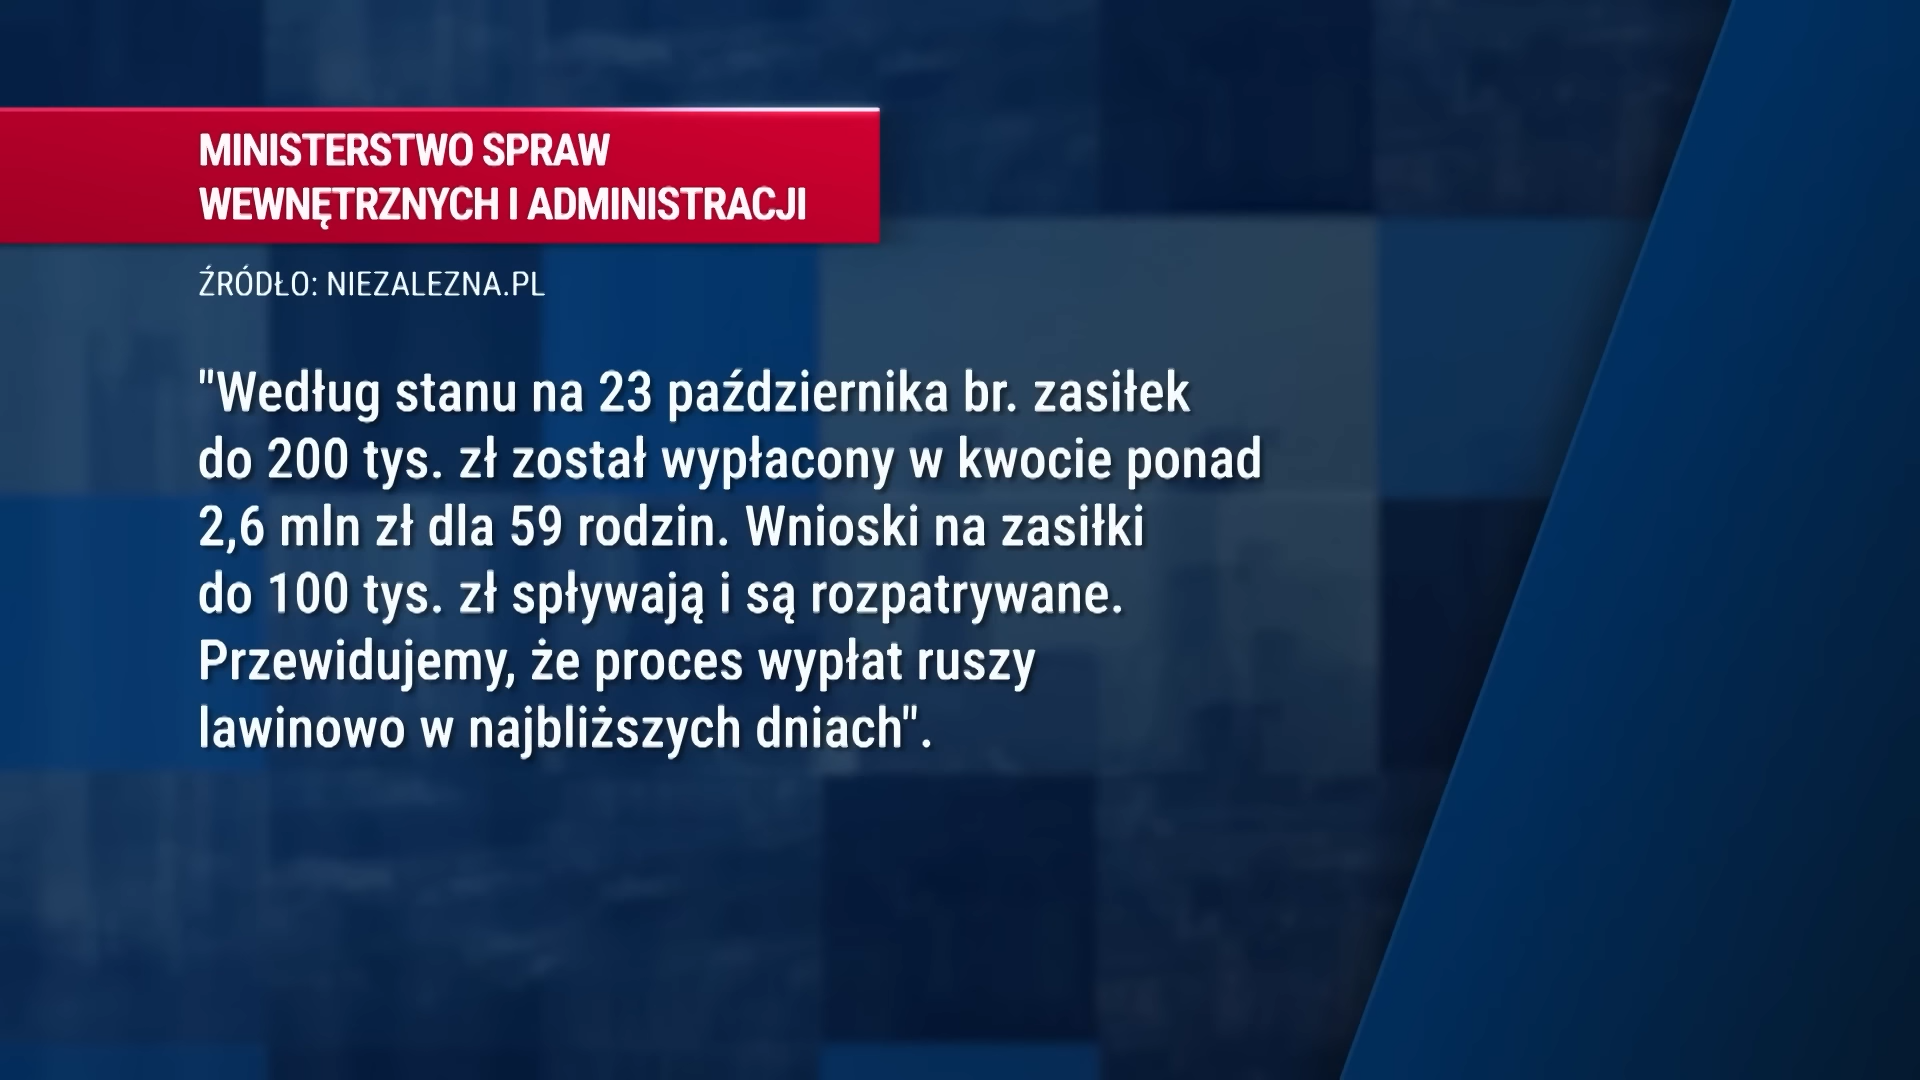 MINISTERSTWO SPRAW
WEWNĘTRZNYCH I ADMINISTRACJI
ŹRÓDŁO: NIEZALEZNA.PL
"Według stanu na 23 października br. zasiłek
do 200 tys. zł został wypłacony w kwocie ponad
2,6 mln zł dla 59 rodzin. Wnioski na zasiłki
do 100 tys. zł spływają i są rozpatrywane.
Przewidujemy, że proces wypłat ruszy
lawinowo w najbliższych dniach".